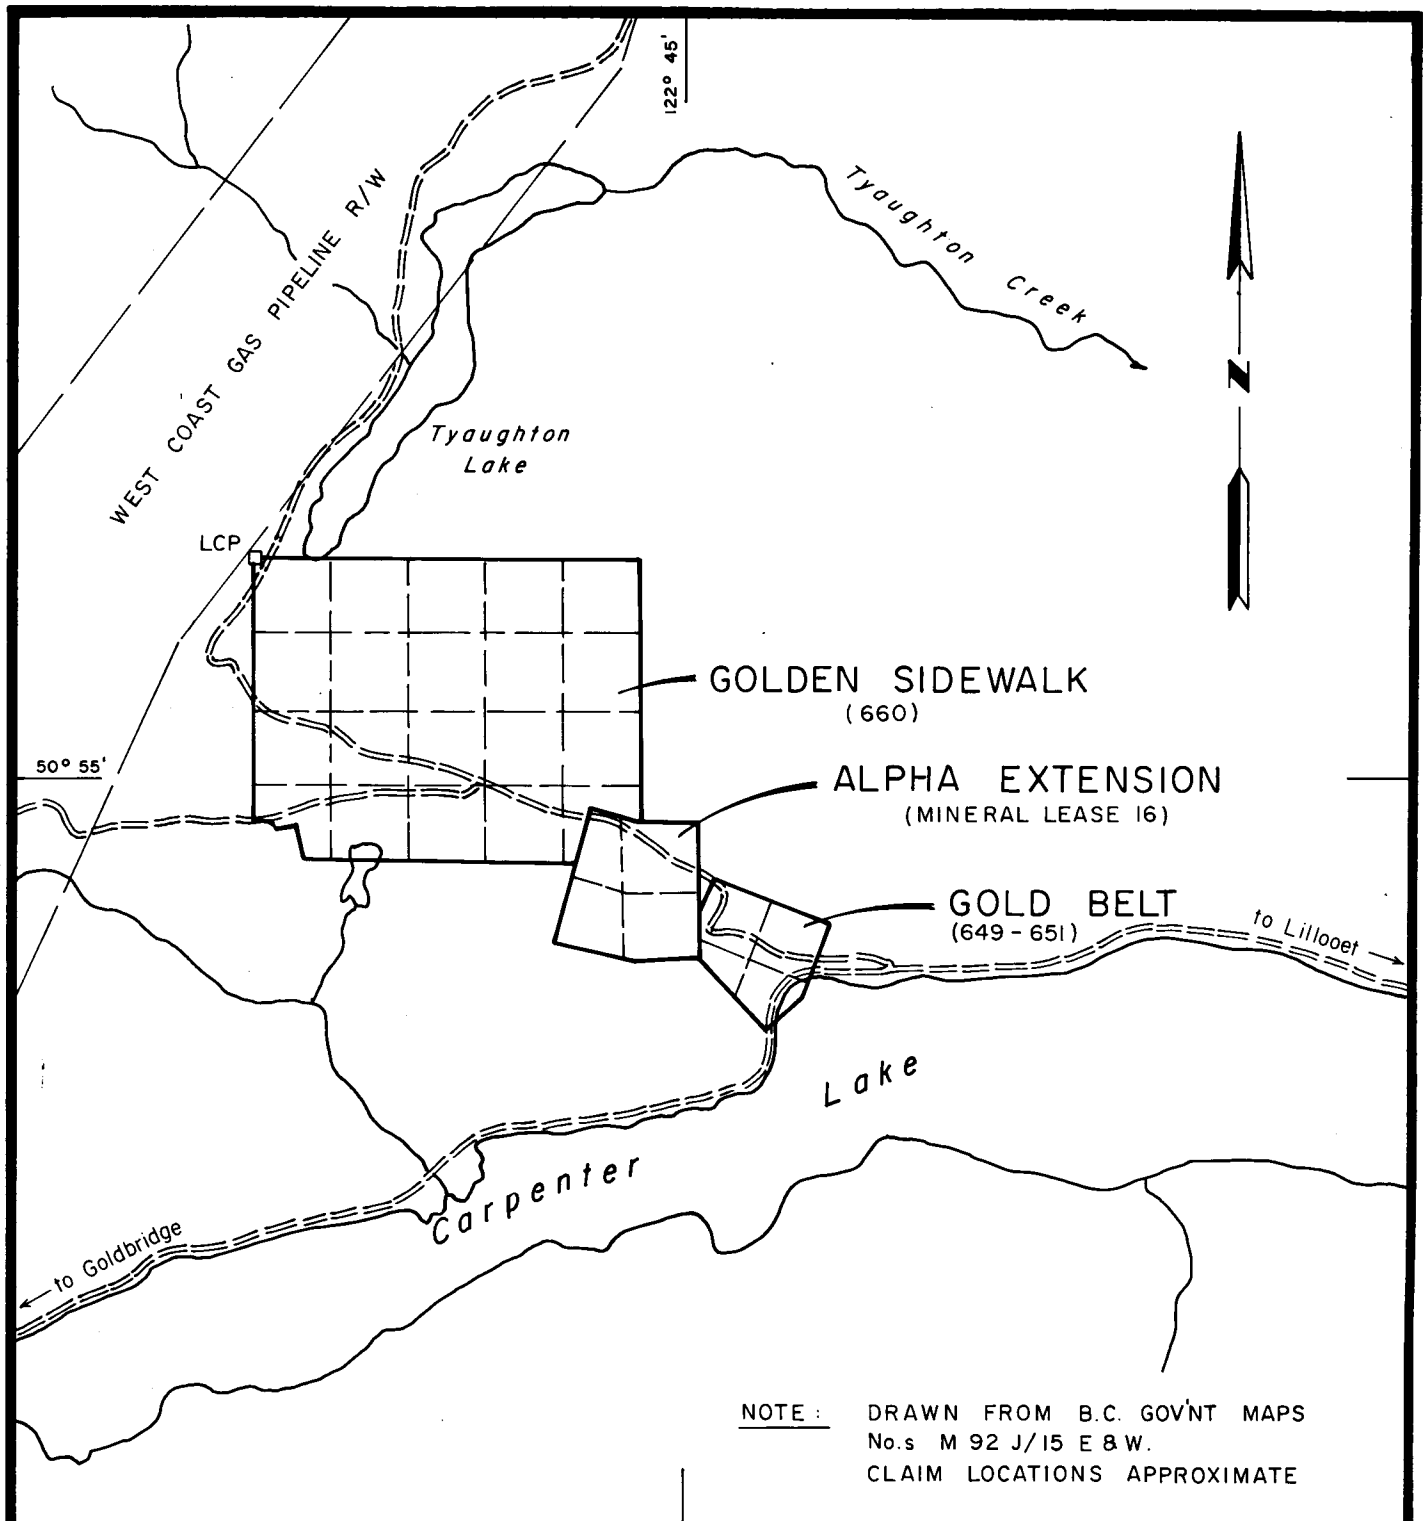 122° 45'
WEST COAST GAS PIPELINE R/W
Tyaughton Creek
N
Tyaughton
Lake
LCP
GOLDEN SIDEWALK
(660)
50° 55'
ALPHA EXTENSION
(MINERAL LEASE 16)
GOLD BELT
(649-651)
to Lillooet
Carpenter Lake
to Goldbridge
NOTE: DRAWN FROM B.C. GOV'NT MAPS
No.s M 92 J/15 E & W.
CLAIM LOCATIONS APPROXIMATE